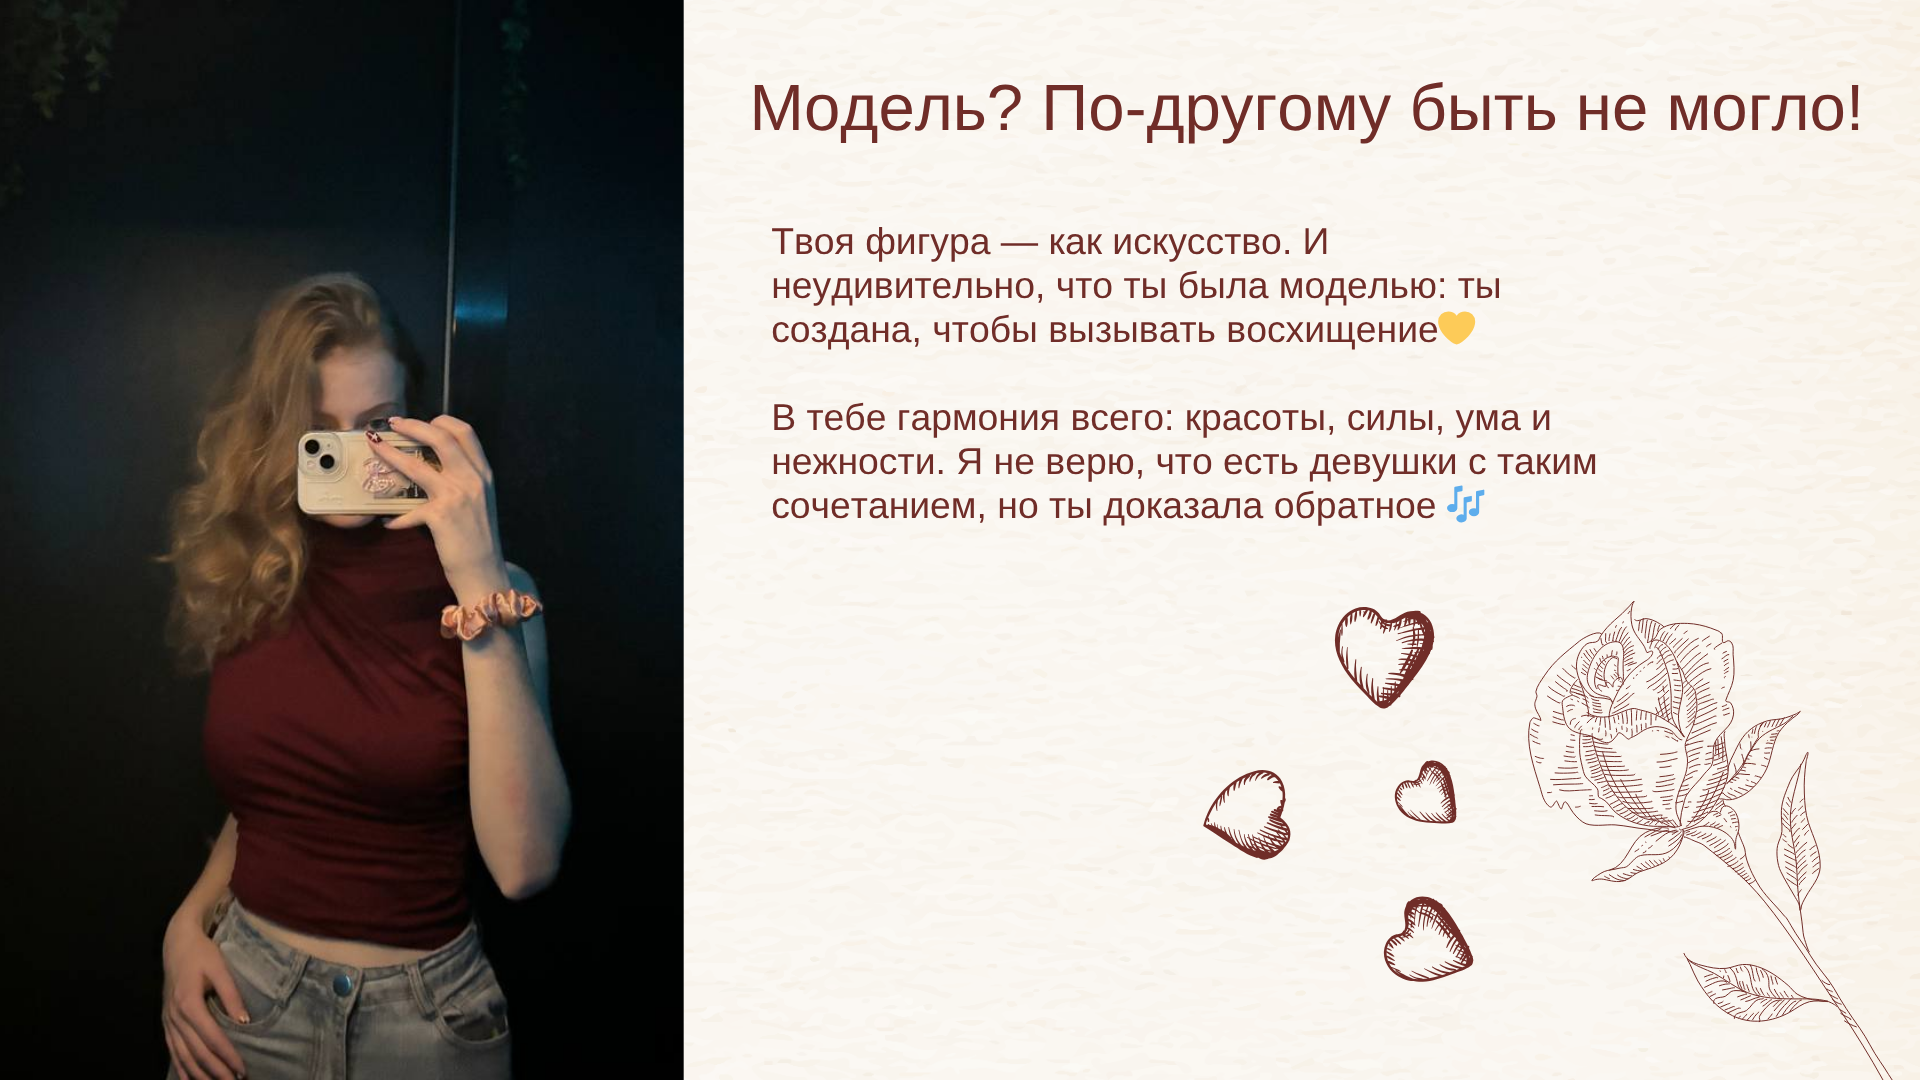 Модель? По-другому быть не могло!
Твоя фигура — как искусство. И
неудивительно, что ты была моделью: ты
создана, чтобы вызывать восхищение💛
В тебе гармония всего: красоты, силы, ума и
нежности. Я не верю, что есть девушки с таким
сочетанием, но ты доказала обратное 🎶